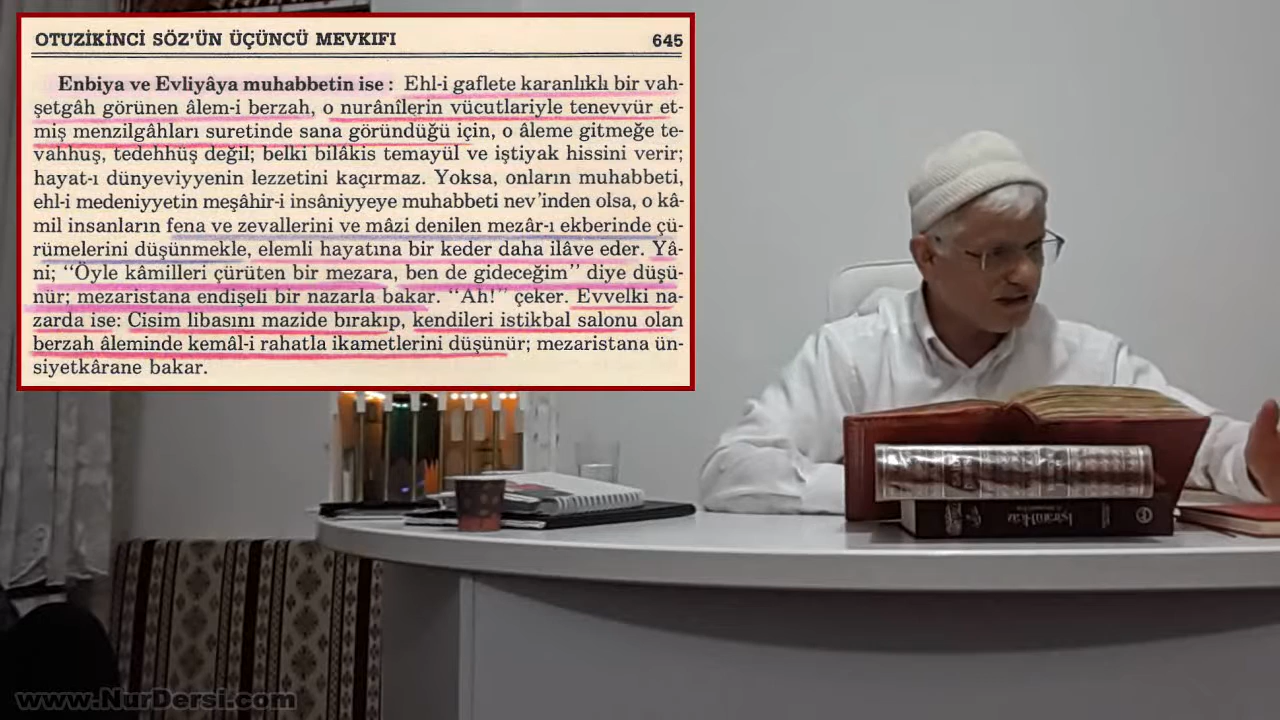 OTUZİKİNCİ SÖZ'ÜN ÜÇÜNCÜ MEVKIFI 645
Enbiya ve Evliyâya muhabbetin ise : Ehl-i gaflete karanlıklı bir vah-
şetgâh görünen âlem-i berzah, o nurânîlerin vücutlariyle tenevvür et-
miş menzilgâhları suretinde sana göründüğü için, o âleme gitmeğe te-
vahhuş, tedehhüş değil; belki bilâkis temayül ve iştiyak hissini verir;
hayat-ı dünyeviyyenin lezzetini kaçırmaz. Yoksa, onların muhabbeti,
ehl-i medeniyyetin meşâhir-i insâniyyeye muhabbeti nev'inden olsa, o kâ-
mil insanların fena ve zevallerini ve mâzi denilen mezâr-ı ekberinde çü-
rümelerini düşünmekle, elemli hayatına bir keder daha ilâve eder. Yâ-
ni; "Öyle kâmilleri çürüten bir mezara, ben de gideceğim" diye düşü-
nür; mezaristana endişeli bir nazarla bakar. "Ah!" çeker. Evvelki na-
zarda ise: Cisim libasını mazide bırakıp, kendileri istikbal salonu olan
berzah âleminde kemâl-i rahatla ikametlerini düşünür; mezaristana ün-
siyetkârane bakar.
www.NurDersi.com